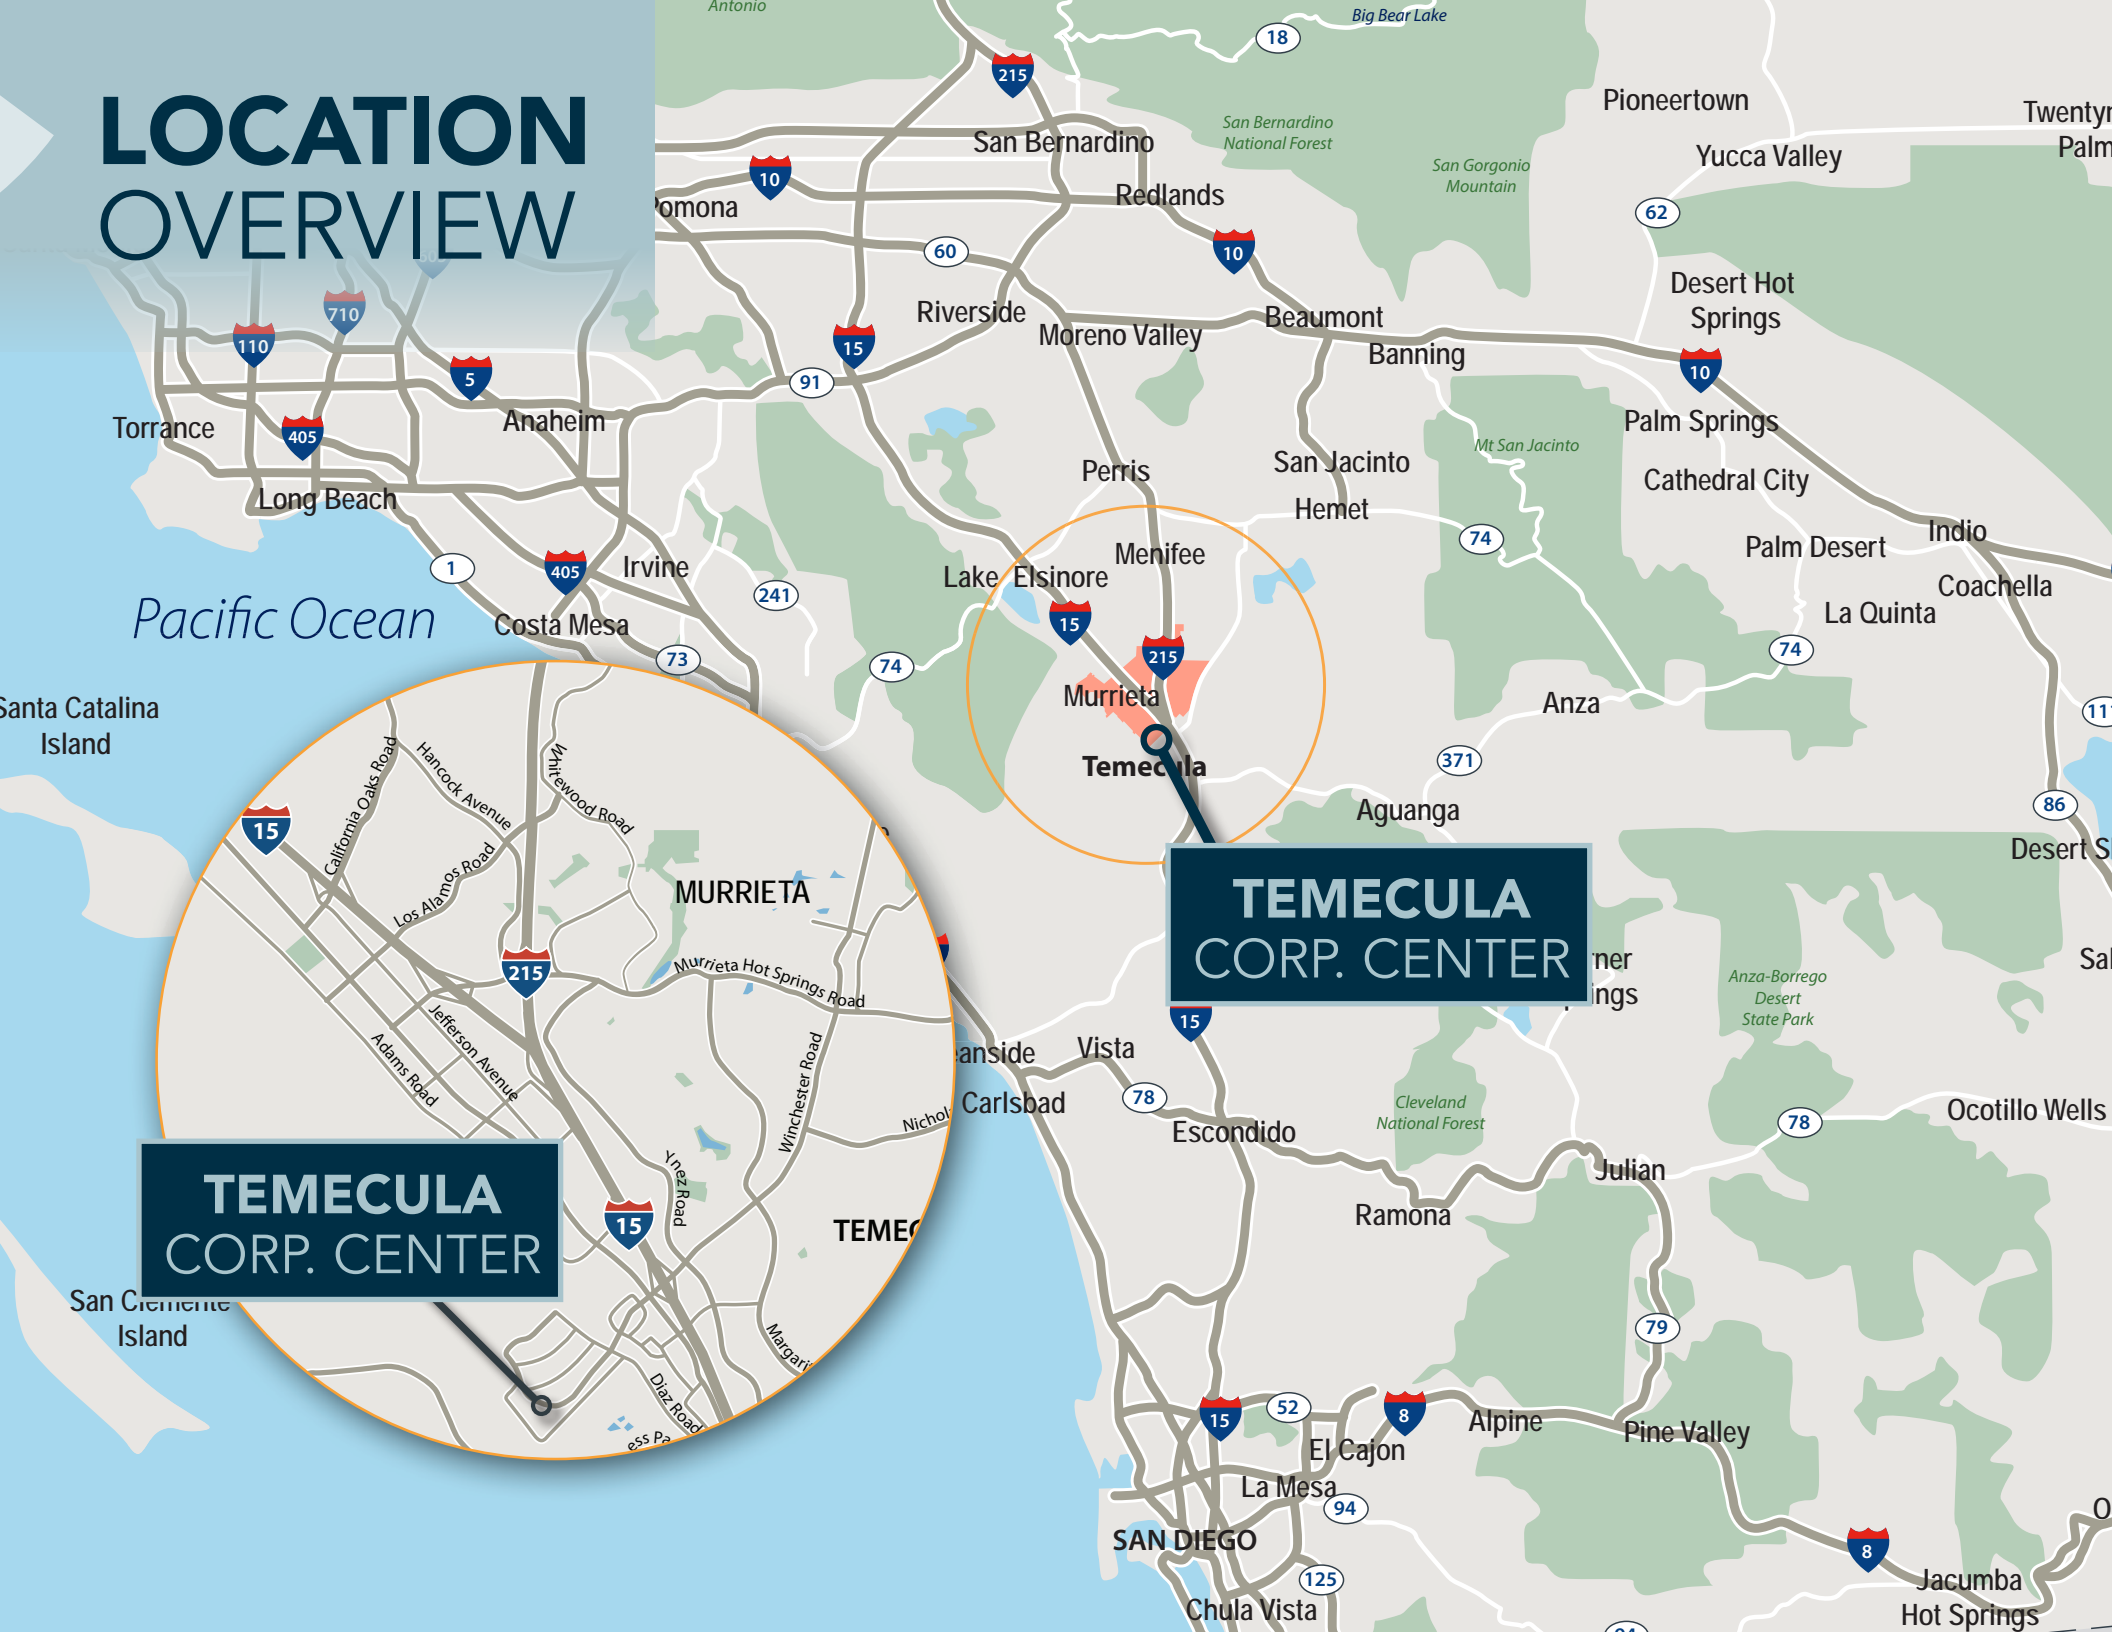 LOCATION
OVERVIEW
Antonio
Big Bear Lake
18
215
San Bernardino
National Forest
San Gorgonio
Mountain
Pioneertown
Yucca Valley
Palm
San Bernardino
10
Redlands
62
60
10
Desert Hot
Springs
710
110
5
405
Torrance
Long Beach
Anaheim
Riverside
Moreno Valley
Beaumont
Banning
15
91
10
Palm Springs
Mt San Jacinto
Cathedral City
Perris
San Jacinto
Hemet
74
Indio
Palm Desert
Coachella
La Quinta
74
1
405
Irvine
241
Costa Mesa
73
74
Pacific Ocean
Lake Elsinore
Menifee
15
215
Murrieta
Temecula
Anza
371
Aguanga
86
Santa Catalina
Island
San Clemente
Island
TEMECULA
CORP. CENTER
Anza-Borrego
Desert
State Park
15
Vista
Carlsbad
78
Escondido
Cleveland
National Forest
78
Ocotillo Wells
Julian
Ramona
79
15
52
8
El Cajon
Alpine
Pine Valley
La Mesa
94
SAN DIEGO
125
Chula Vista
8
Jacumba
Hot Springs
15
California Oaks Road
Hancock Avenue
Whitewood Road
Los Alamos Road
MURRIETA
215
Murrieta Hot Springs Road
Jefferson Avenue
Adams Road
Winchester Road
Ynez Road
15
TEMECULA
CORP. CENTER
Diaz Road